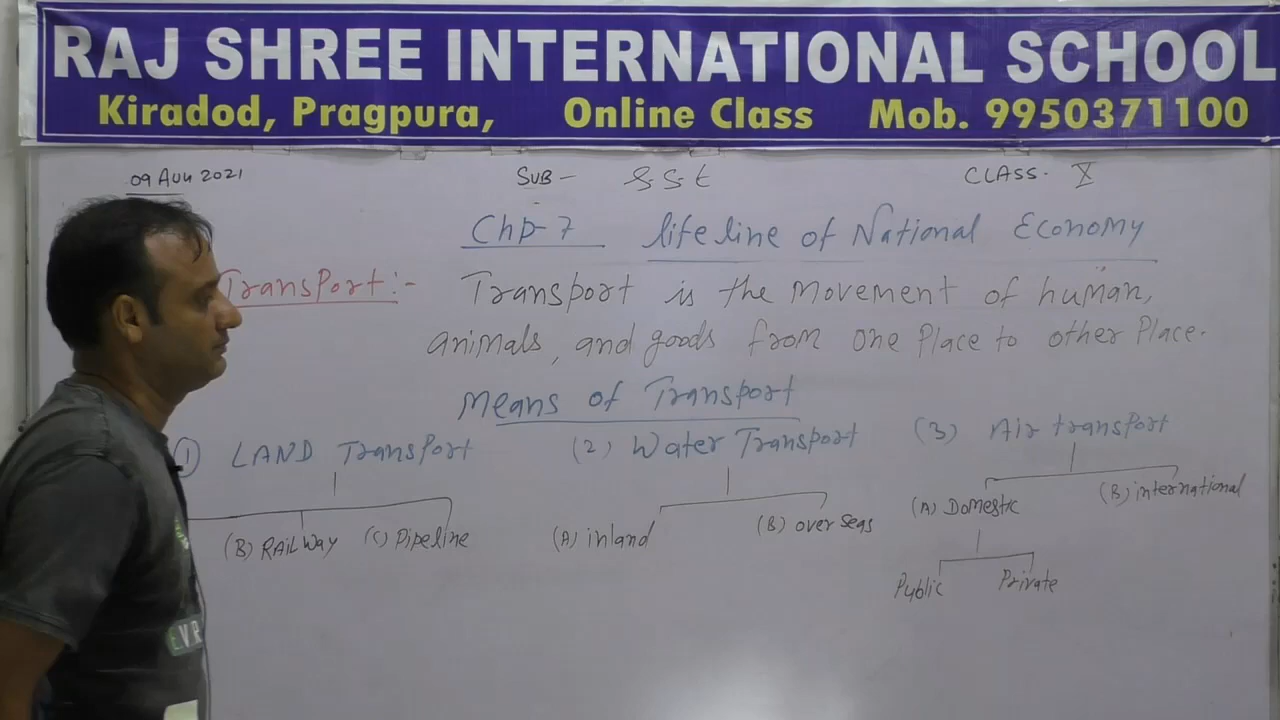 RAJ SHREE INTERNATIONAL SCHOOL
Kiradod, Pragpura, Online Class Mob. 9950371100
09 AUG 2021 SUB- S.S.t CLASS- X
Chp-7 lifeline of National Economy
Transport:- Transport is the Movement of human,
animals, and goods from one Place to other Place.
Means of Transport
① LAND Transport (2) Water Transport (3) Air transport
(B) RAILWay (C) Pipeline (A) inland (B) over seas (A) Domestic (B) international
Public Private
EVR